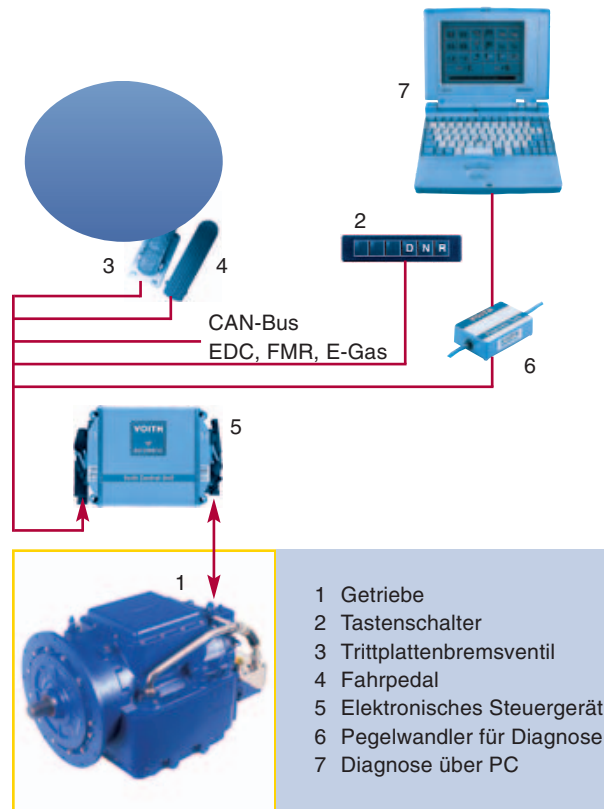 7
2
D N R
3
4
CAN-Bus
EDC, FMR, E-Gas
6
5
VOITH
1
1 Getriebe
2 Tastenschalter
3 Trittplattenbremsventil
4 Fahrpedal
5 Elektronisches Steuergerät
6 Pegelwandler für Diagnose
7 Diagnose über PC